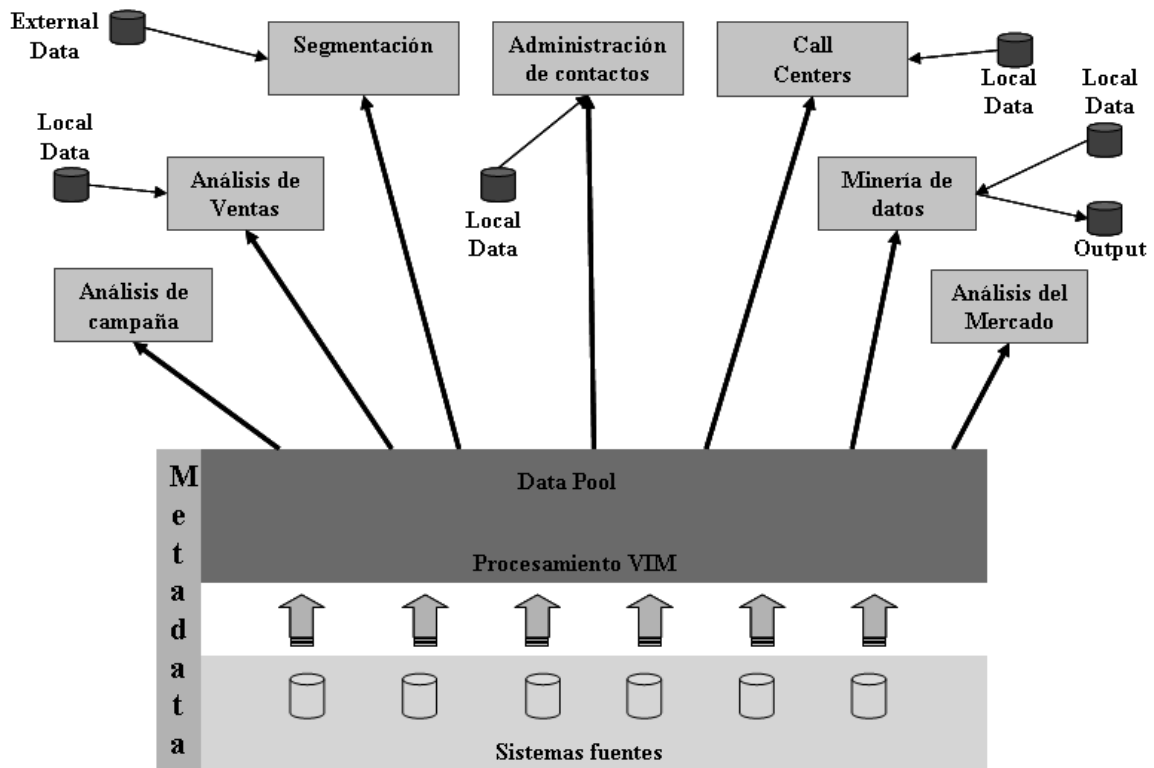 External
Data
Segmentación
Administración
de contactos
Call
Centers
Local
Data
Local
Data
Local
Data
Análisis de
Ventas
Local
Data
Minería de
datos
Output
Análisis de
campaña
Análisis del
Mercado
Metadata
Data Pool
Procesamiento VIM
Sistemas fuentes